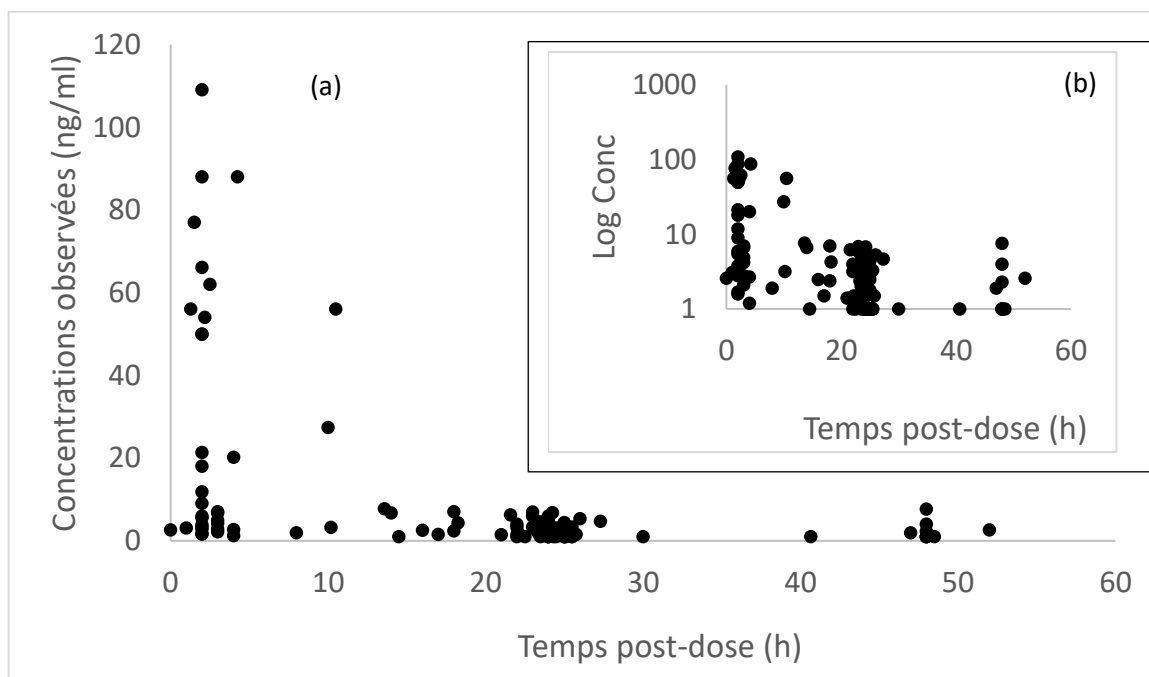 120
100
80
60
40
20
0
Concentrations observées (ng/ml)
(a)
0 10 20 30 40 50 60
Temps post-dose (h)
(b)
1000
100
10
1
Log Conc
0 20 40 60
Temps post-dose (h)